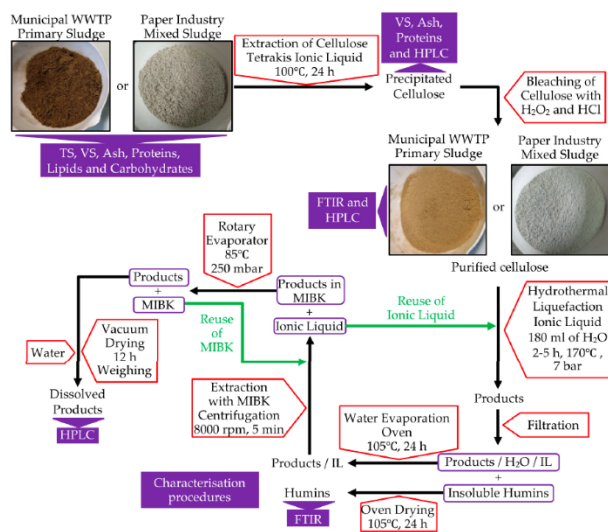 Municipal WWTP
Primary Sludge
or
Paper Industry
Mixed Sludge
TS, VS, Ash, Proteins,
Lipids and Carbohydrates
Extraction of Cellulose
Tetrakis Ionic Liquid
100°C, 24 h
VS, Ash,
Proteins
and HPLC
Precipitated
Cellulose
Bleaching of
Cellulose with
H₂O₂ and HCl
Municipal WWTP
Primary Sludge
or
Paper Industry
Mixed Sludge
FTIR and
HPLC
Purified cellulose
Rotary
Evaporator
85°C
250 mbar
Products
+
MIBK
Products in
MIBK
+
Ionic Liquid
Reuse of
Ionic Liquid
Reuse
of
MIBK
Hydrothermal
Liquefaction
Ionic Liquid
180 ml of H₂O
2-5 h, 170°C ,
7 bar
Water
Vacuum
Drying
12 h
Weighing
Dissolved
Products
HPLC
Extraction
with MIBK
Centrifugation
8000 rpm, 5 min
Products
Filtration
Water Evaporation
Oven
105°C, 24 h
Products / IL
Products / H₂O / IL
+
Insoluble Humins
Humins
FTIR
Oven Drying
105°C, 24 h
Characterisation
procedures